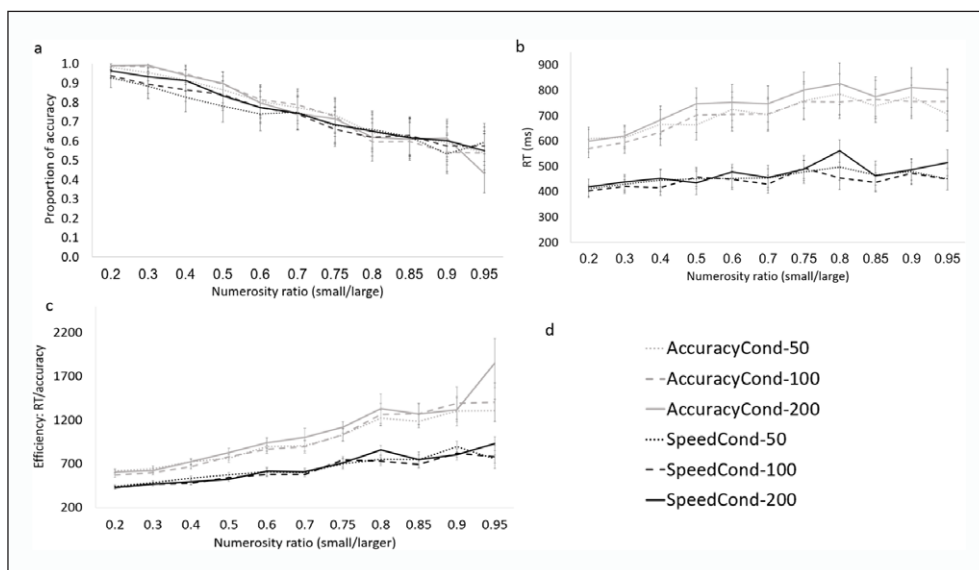 a
Proportion of accuracy
1.0
0.9
0.8
0.7
0.6
0.5
0.4
0.3
0.2
0.1
0.0
0.2 0.3 0.4 0.5 0.6 0.7 0.75 0.8 0.85 0.9 0.95
Numerosity ratio (small/large)
b
RT (ms)
900
800
700
600
500
400
300
200
0.2 0.3 0.4 0.5 0.6 0.7 0.75 0.8 0.85 0.9 0.95
Numerosity ratio (small/large)
c
Efficiency: RT/accuracy
2200
1700
1200
700
200
0.2 0.3 0.4 0.5 0.6 0.7 0.75 0.8 0.85 0.9 0.95
Numerosity ratio (small/larger)
d
AccuracyCond-50
AccuracyCond-100
AccuracyCond-200
SpeedCond-50
SpeedCond-100
SpeedCond-200